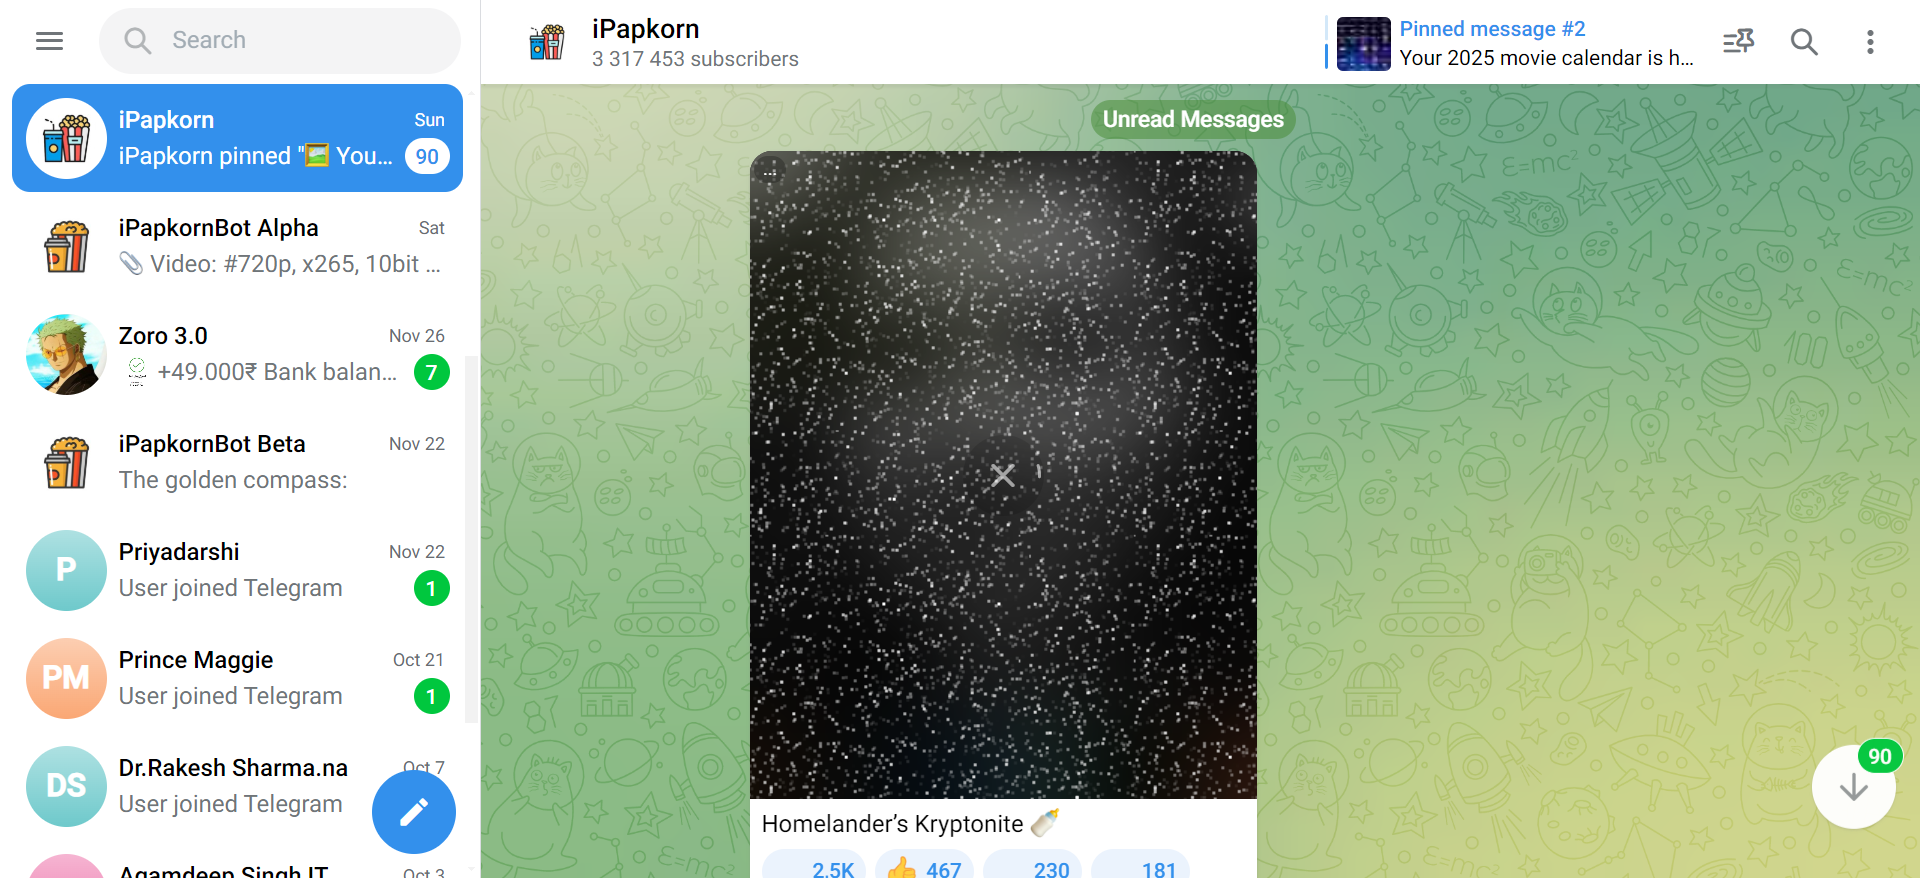 Search
iPapkorn
Sun
iPapkorn pinned "🖼️ You...
90
iPapkornBot Alpha
Sat
📎 Video: #720p, x265, 10bit ...
Zoro 3.0
Nov 26
+49.000₹ Bank balan...
7
iPapkornBot Beta
Nov 22
The golden compass:
P
Priyadarshi
Nov 22
User joined Telegram
1
PM
Prince Maggie
Oct 21
User joined Telegram
1
DS
Dr.Rakesh Sharma.na
Oct 7
User joined Telegram
Agamdeep Singh IT
Oct 3
iPapkorn
3 317 453 subscribers
Pinned message #2
Your 2025 movie calendar is h...
Unread Messages
...
Homelander’s Kryptonite 🍼
2.5K
👍 467
230
181
90